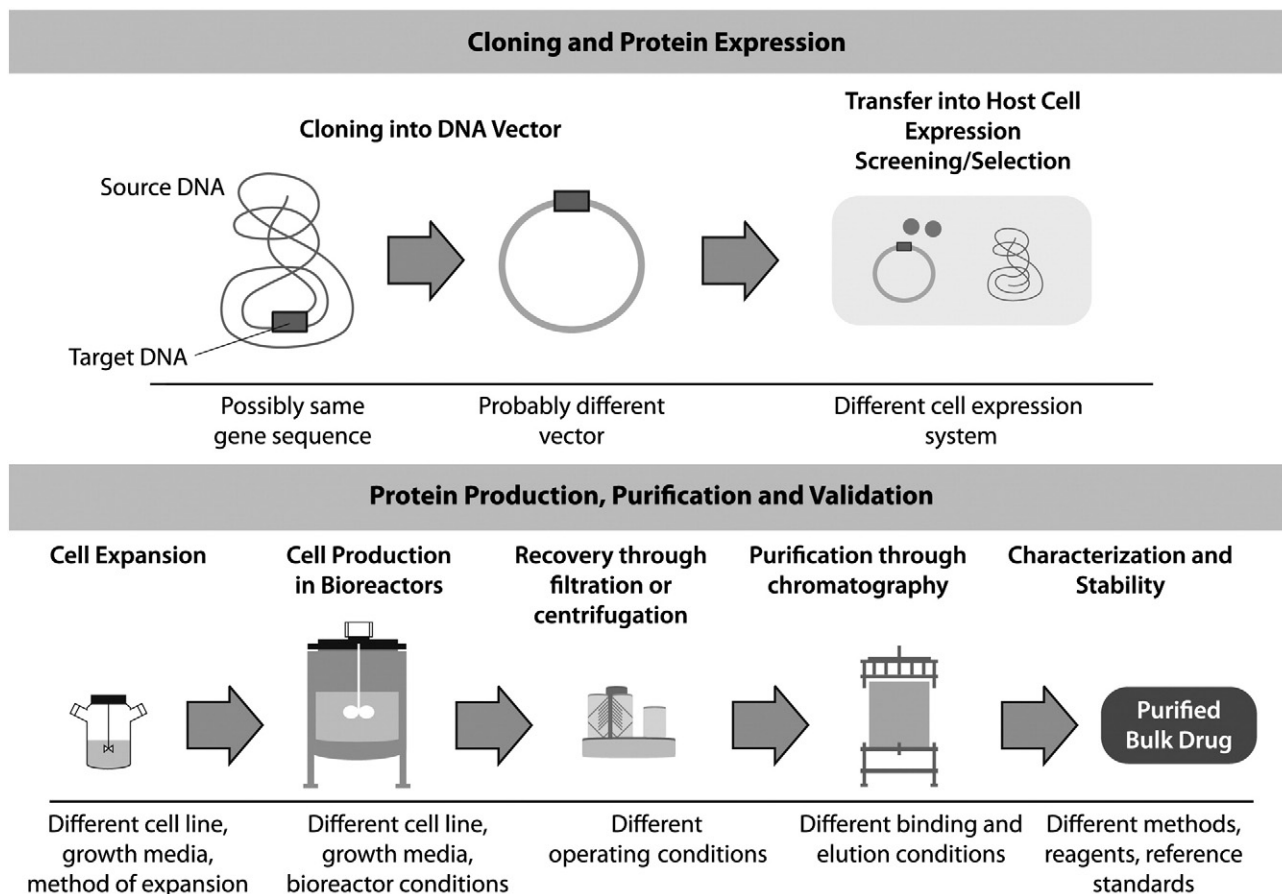 Cloning and Protein Expression
Cloning into DNA Vector
Transfer into Host Cell
Expression
Screening/Selection
Source DNA
Target DNA
Possibly same
gene sequence
Probably different
vector
Different cell expression
system
Protein Production, Purification and Validation
Cell Expansion
Cell Production
in Bioreactors
Recovery through
filtration or
centrifugation
Purification through
chromatography
Characterization and
Stability
Purified
Bulk Drug
Different cell line,
growth media,
method of expansion
Different cell line,
growth media,
bioreactor conditions
Different
operating conditions
Different binding and
elution conditions
Different methods,
reagents, reference
standards